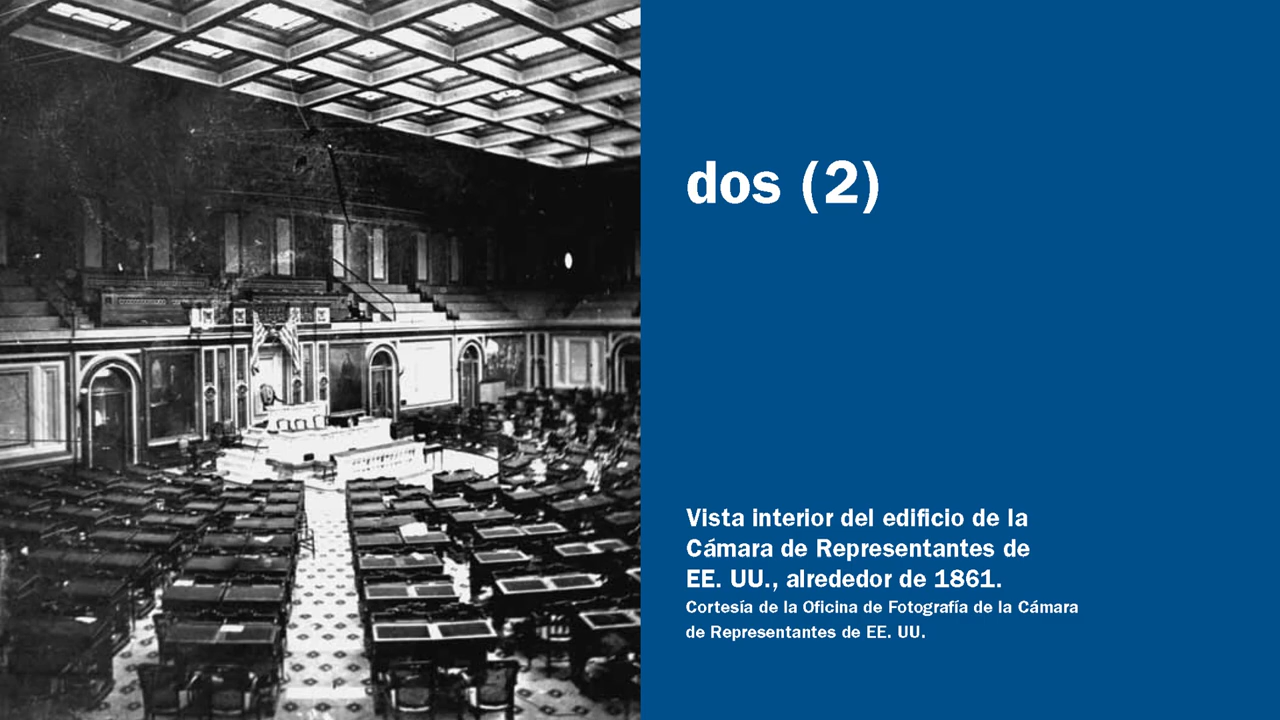 dos (2)
Vista interior del edificio de la
Cámara de Representantes de
EE. UU., alrededor de 1861.
Cortesía de la Oficina de Fotografía de la Cámara
de Representantes de EE. UU.